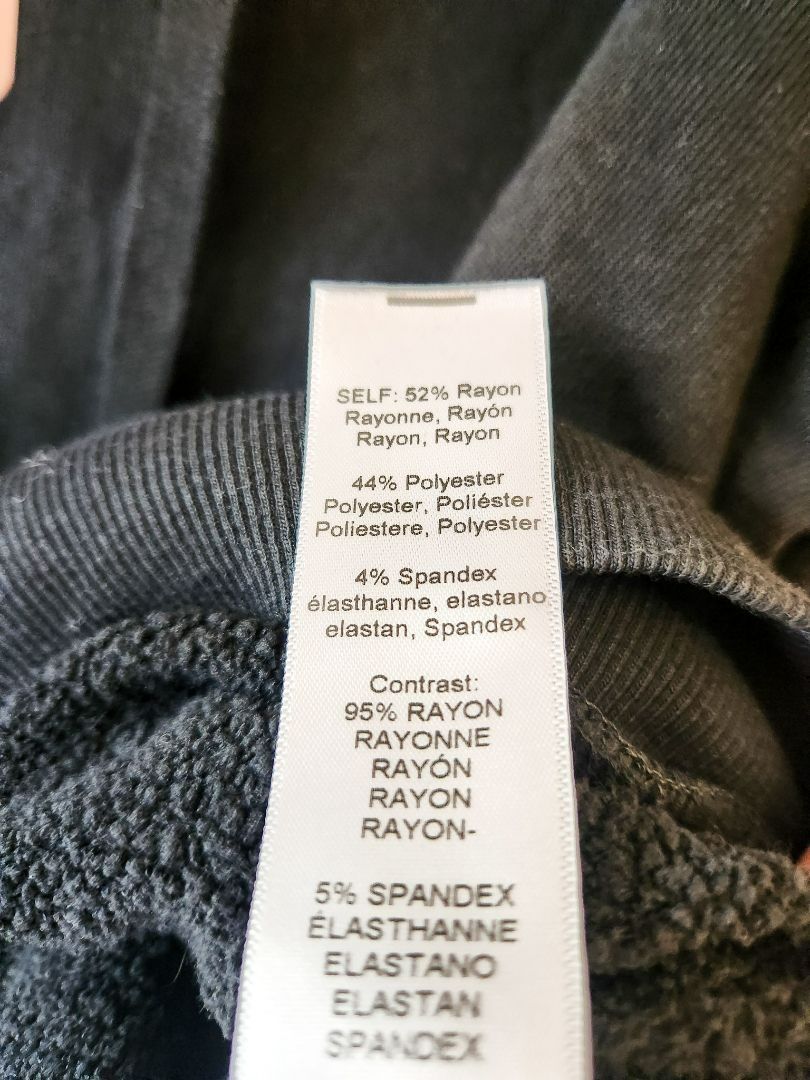 SELF: 52% Rayon
Rayonne, Rayón
Rayon, Rayon
44% Polyester
Polyester, Poliéster
Poliestere, Polyester
4% Spandex
élasthanne, elastano
elastan, Spandex
Contrast:
95% RAYON
RAYONNE
RAYÓN
RAYON
RAYON-
5% SPANDEX
ÉLASTHANNE
ELASTANO
ELASTAN
SPANDEX